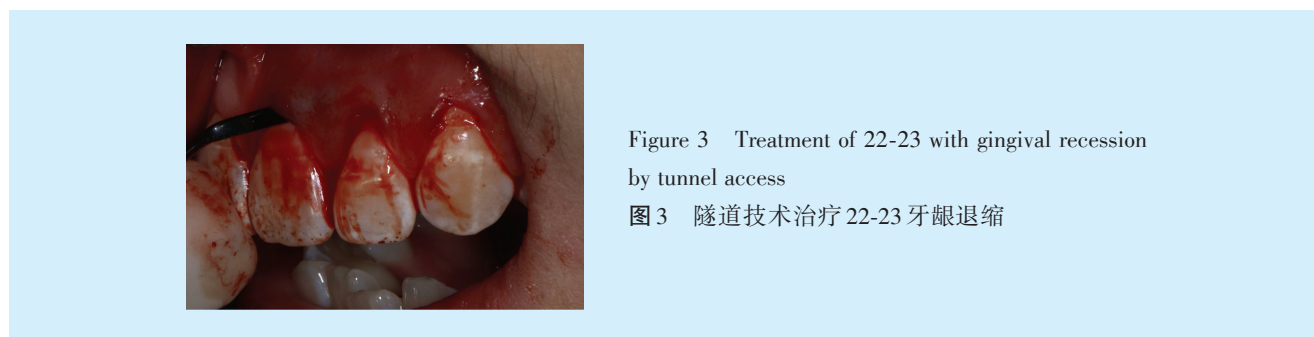 Figure 3 Treatment of 22-23 with gingival recession
by tunnel access
图3 隧道技术治疗22-23牙龈退缩